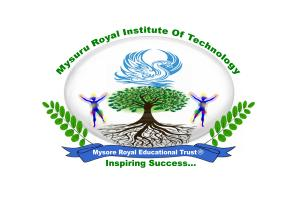 Mysuru Royal Institute Of Technology
Mysore Royal Educational Trust®
Inspiring Success...